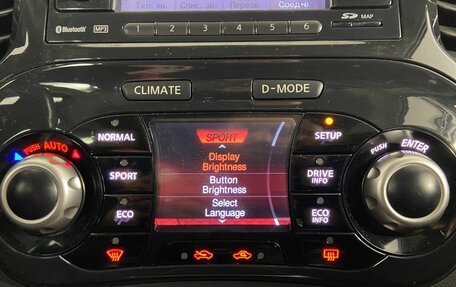 Тел. кн. Спис. зв. Перезв. Соед-е
Bluetooth MP3 SD MAP
1 2 3 4 5 6
CLIMATE D-MODE
NORMAL SPORT SETUP
PUSH AUTO PUSH ENTER
Display
Brightness
SPORT Button DRIVE
Brightness INFO
Select
ECO Language ECO
INFO